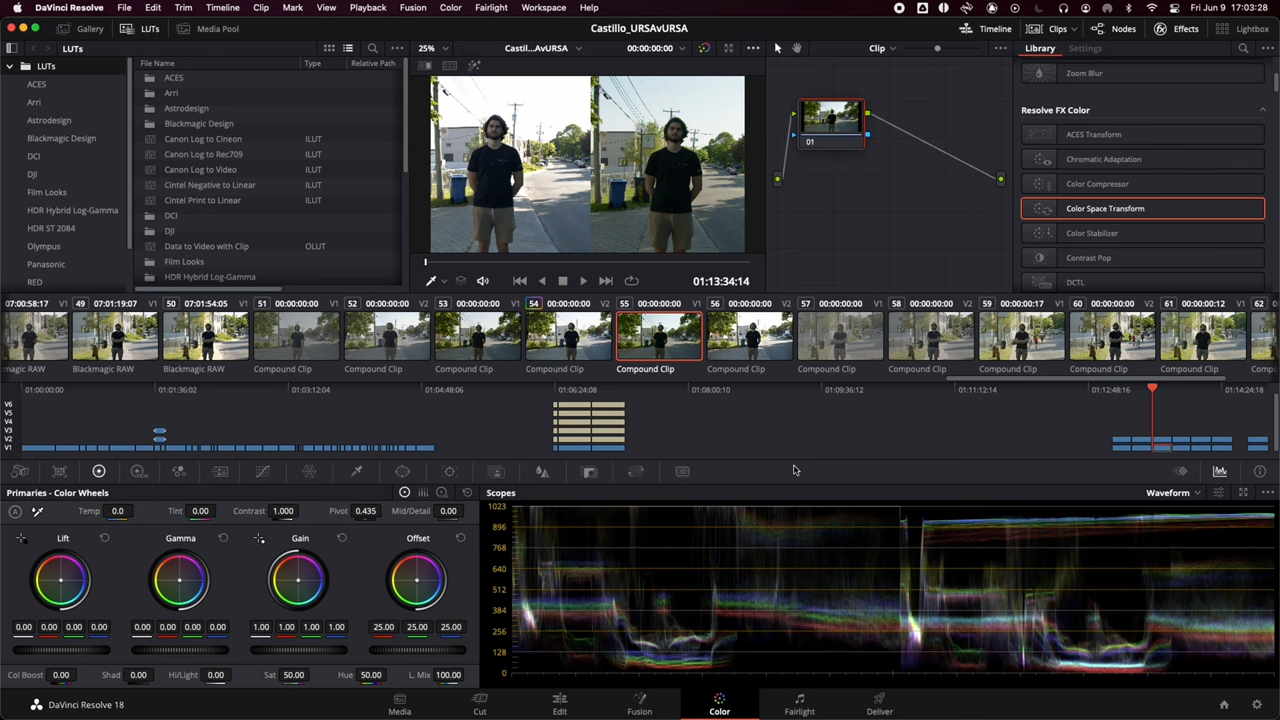 DaVinci Resolve File Edit Trim Timeline Clip Mark View Playback Fusion Color Fairlight Workspace Help Fri Jun 9 17:03:28
Gallery LUTs Media Pool Castillo_URSAvURSA Timeline Clips Nodes Effects Lightbox
LUTs 25% Castil...AvURSA 00:00:00:00 Clip Library Settings
LUTs
ACES
Arri
Astrodesign
Blackmagic Design
DCI
DJI
Film Looks
HDR Hybrid Log-Gamma
HDR ST 2084
Olympus
Panasonic
RED
File Name Type Relative Path
ACES
Arri
Astrodesign
Blackmagic Design
Canon Log to Cineon ILUT
Canon Log to Rec709 ILUT
Canon Log to Video ILUT
Cintel Negative to Linear ILUT
Cintel Print to Linear ILUT
DCI
DJI
Data to Video with Clip OLUT
Film Looks
HDR Hybrid Log-Gamma
01:13:34:14
01
Zoom Blur
Resolve FX Color
ACES ACES Transform
Chromatic Adaptation
Color Compressor
Color Space Transform
Color Stabilizer
Contrast Pop
DCTL
07:00:58:17 V1 49 07:01:19:07 V1 50 07:01:54:05 V1 51 00:00:00:00 V1 52 00:00:00:00 V2 53 00:00:00:00 V1 54 00:00:00:00 V2 55 00:00:00:00 V1 56 00:00:00:00 V2 57 00:00:00:00 V1 58 00:00:00:00 V2 59 00:00:00:17 V1 60 00:00:00:00 V2 61 00:00:00:12 V1 62
magic RAW Blackmagic RAW Blackmagic RAW Compound Clip Compound Clip Compound Clip Compound Clip Compound Clip Compound Clip Compound Clip Compound Clip Compound Clip Compound Clip Compound Clip
01:00:00:00 01:01:36:02 01:03:12:04 01:04:48:06 01:06:24:08 01:08:00:10 01:09:36:12 01:11:12:14 01:12:48:16 01:14:24:18
V6
V5
V4
V3
V2
V1
Primaries - Color Wheels
A Temp 0.0 Tint 0.00 Contrast 1.000 Pivot 0.435 Mid/Detail 0.00
Lift Gamma Gain Offset
0.00 0.00 0.00 0.00 0.00 0.00 0.00 0.00 1.00 1.00 1.00 1.00 25.00 25.00 25.00
Col Boost 0.00 Shad 0.00 Hi/Light 0.00 Sat 50.00 Hue 50.00 L. Mix 100.00
Scopes Waveform
1023
896
768
640
512
384
256
128
0
DaVinci Resolve 18 Media Cut Edit Fusion Color Fairlight Deliver